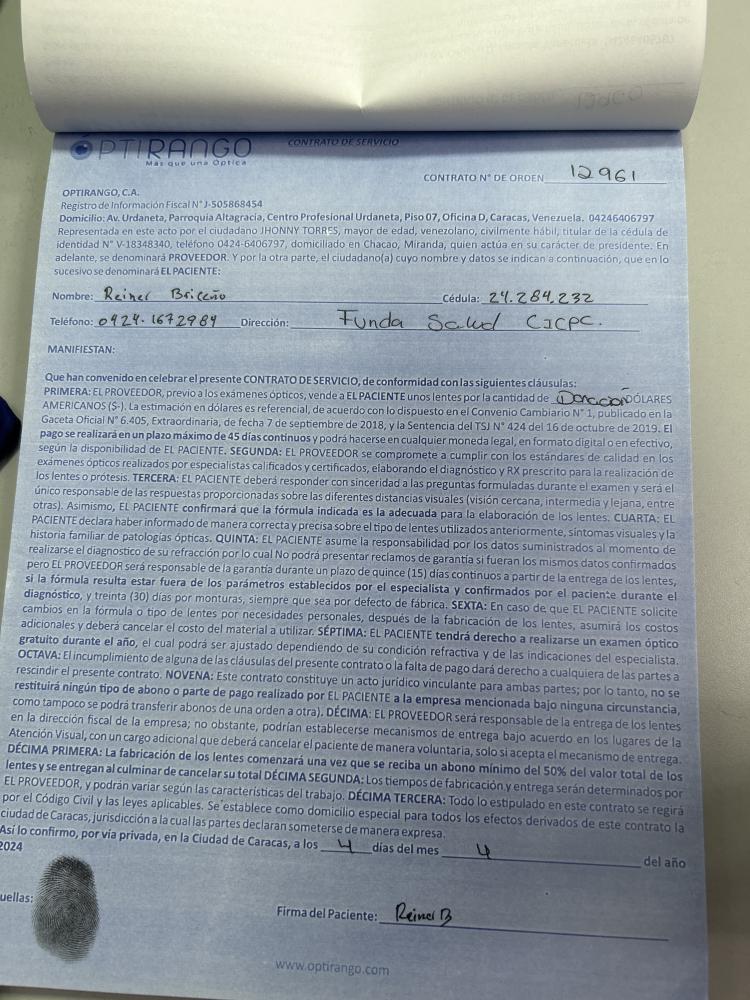 OPTIRANGO
Más que una Óptica
CONTRATO DE SERVICIO
CONTRATO N° DE ORDEN 12961
OPTIRANGO, C.A.
Registro de Información Fiscal N° J-505868454
Domicilio: Av. Urdaneta, Parroquia Altagracia, Centro Profesional Urdaneta, Piso 07, Oficina D, Caracas, Venezuela. 04246406797
Representada en este acto por el ciudadano JHONNY TORRES, mayor de edad, venezolano, civilmente hábil, titular de la cédula de
identidad N° V-18348340, teléfono 0424-6406797, domiciliado en Chacao, Miranda, quien actúa en su carácter de presidente. En
adelante, se denominará PROVEEDOR. Y por la otra parte, el ciudadano(a) cuyo nombre y datos se indican a continuación, que en lo
sucesivo se denominará EL PACIENTE:
Nombre: Reiner Briceño Cédula: 24.284.232
Teléfono: 0424.1672984 Dirección: Funda Salud CICPC.
MANIFIESTAN:
Que han convenido en celebrar el presente CONTRATO DE SERVICIO, de conformidad con las siguientes cláusulas:
PRIMERA: EL PROVEEDOR, previo a los exámenes ópticos, vende a EL PACIENTE unos lentes por la cantidad de Donación DÓLARES
AMERICANOS ($-). La estimación en dólares es referencial, de acuerdo con lo dispuesto en el Convenio Cambiario N° 1, publicado en la
Gaceta Oficial N° 6.405, Extraordinaria, de fecha 7 de septiembre de 2018, y la Sentencia del TSJ N° 424 del 16 de octubre de 2019. El
pago se realizará en un plazo máximo de 45 días continuos y podrá hacerse en cualquier moneda legal, en formato digital o en efectivo,
según la disponibilidad de EL PACIENTE. SEGUNDA: EL PROVEEDOR se compromete a cumplir con los estándares de calidad en los
exámenes ópticos realizados por especialistas calificados y certificados, elaborando el diagnóstico y RX prescrito para la realización de
los lentes o prótesis. TERCERA: EL PACIENTE deberá responder con sinceridad a las preguntas formuladas durante el examen y será el
único responsable de las respuestas proporcionadas sobre las diferentes distancias visuales (visión cercana, intermedia y lejana, entre
otras). Asimismo, EL PACIENTE confirmará que la fórmula indicada es la adecuada para la elaboración de los lentes. CUARTA: EL
PACIENTE declara haber informado de manera correcta y precisa sobre el tipo de lentes utilizados anteriormente, síntomas visuales y la
historia familiar de patologías ópticas. QUINTA: EL PACIENTE asume la responsabilidad por los datos suministrados al momento de
realizarse el diagnostico de su refracción por lo cual No podrá presentar reclamos de garantía si fueran los mismos datos confirmados
pero EL PROVEEDOR será responsable de la garantía durante un plazo de quince (15) días continuos a partir de la entrega de los lentes,
si la fórmula resulta estar fuera de los parámetros establecidos por el especialista y confirmados por el paciente durante el
diagnóstico, y treinta (30) días por monturas, siempre que sea por defecto de fábrica. SEXTA: En caso de que EL PACIENTE solicite
cambios en la fórmula o tipo de lentes por necesidades personales, después de la fabricación de los lentes, asumirá los costos
adicionales y deberá cancelar el costo del material a utilizar. SÉPTIMA: EL PACIENTE tendrá derecho a realizarse un examen óptico
gratuito durante el año, el cual podrá ser ajustado dependiendo de su condición refractiva y de las indicaciones del especialista.
OCTAVA: El incumplimiento de alguna de las cláusulas del presente contrato o la falta de pago dará derecho a cualquiera de las partes a
rescindir el presente contrato. NOVENA: Este contrato constituye un acto jurídico vinculante para ambas partes; por lo tanto, no se
restituirá ningún tipo de abono o parte de pago realizado por EL PACIENTE a la empresa mencionada bajo ninguna circunstancia,
como tampoco se podrá transferir abonos de una orden a otra). DÉCIMA: EL PROVEEDOR será responsable de la entrega de los lentes
en la dirección fiscal de la empresa; no obstante, podrían establecerse mecanismos de entrega bajo acuerdo en los lugares de la
Atención Visual, con un cargo adicional que deberá cancelar el paciente de manera voluntaria, solo si acepta el mecanismo de entrega.
DÉCIMA PRIMERA: La fabricación de los lentes comenzará una vez que se reciba un abono mínimo del 50% del valor total de los
lentes y se entregan al culminar de cancelar su total DÉCIMA SEGUNDA: Los tiempos de fabricación y entrega serán determinados por
EL PROVEEDOR, y podrán variar según las características del trabajo. DÉCIMA TERCERA: Todo lo estipulado en este contrato se regirá
por el Código Civil y las leyes aplicables. Se establece como domicilio especial para todos los efectos derivados de este contrato la
ciudad de Caracas, jurisdicción a la cual las partes declaran someterse de manera expresa.
Así lo confirmo, por vía privada, en la Ciudad de Caracas, a los 4 días del mes 4 del año
2024
uellas:
Firma del Paciente: Reiner B
www.optirango.com